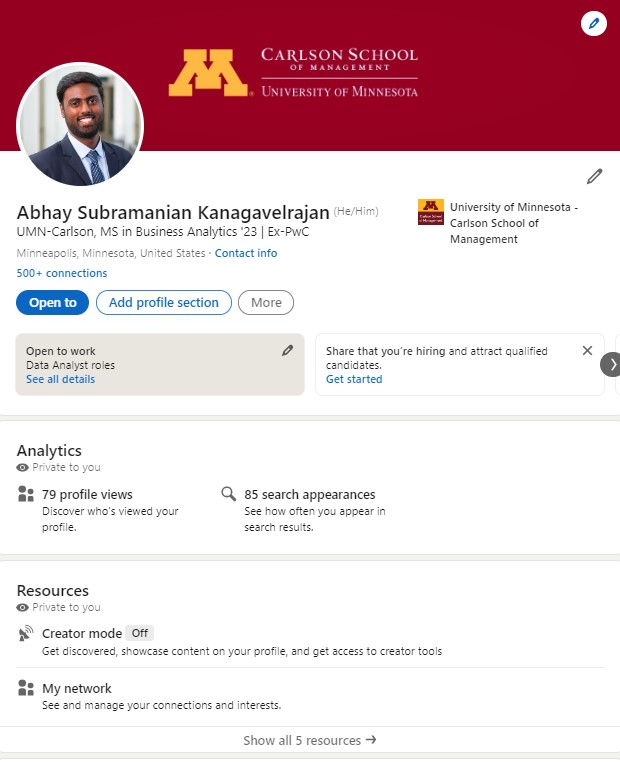 M
CARLSON SCHOOL
OF MANAGEMENT
UNIVERSITY OF MINNESOTA
Abhay Subramanian Kanagavelrajan (He/Him)
UMN-Carlson, MS in Business Analytics '23 | Ex-PwC
Minneapolis, Minnesota, United States · Contact info
500+ connections
University of Minnesota -
Carlson School of
Management
Open to
Add profile section
More
Open to work
Data Analyst roles
See all details
Share that you're hiring and attract qualified
candidates.
Get started
Analytics
Private to you
79 profile views
Discover who's viewed your
profile.
85 search appearances
See how often you appear in
search results.
Resources
Private to you
Creator mode Off
Get discovered, showcase content on your profile, and get access to creator tools
My network
See and manage your connections and interests.
Show all 5 resources →